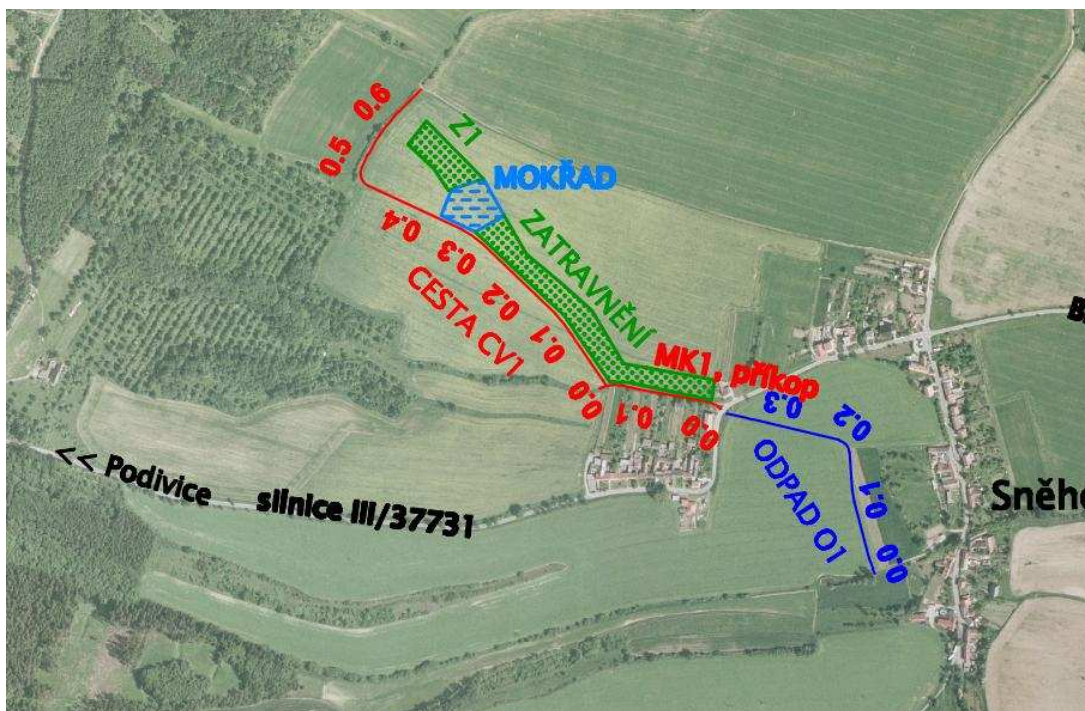 0.6
0.5
Z1
MOKŘAD
0.4
0.3
ZATRAVNĚNÍ
0.2
CESTA CV1
0.1
0.0
MK1, příkop
0.1
0.0
0.3
0.2
ODPAD O1
0.1
0.0
<< Podivice
silnice III/37731
Sněho